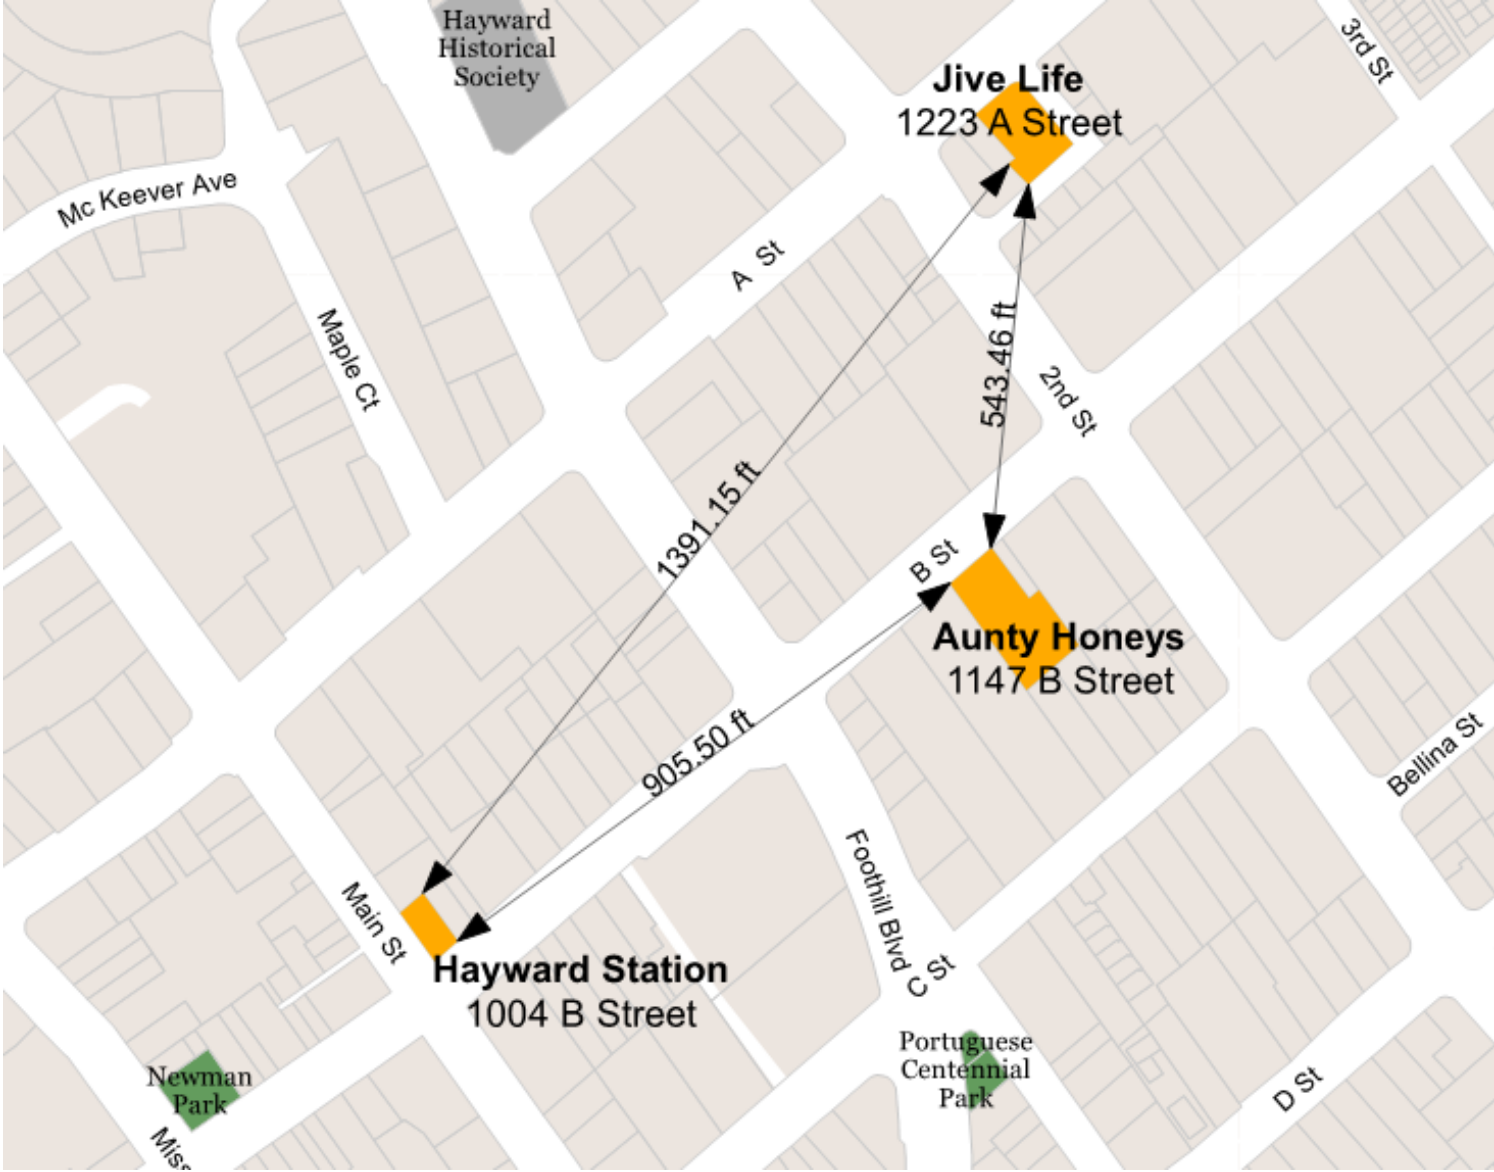 Hayward
Historical
Society
3rd St
Jive Life
1223 A Street
Mc Keever Ave
A St
Maple Ct
543.46 ft
2nd St
1391.15 ft
B St
Aunty Honeys
1147 B Street
905.50 ft
Bellina St
Main St
Foothill Blvd
C St
Hayward Station
1004 B Street
Portuguese
Centennial
Park
Newman
Park
D St
Miss